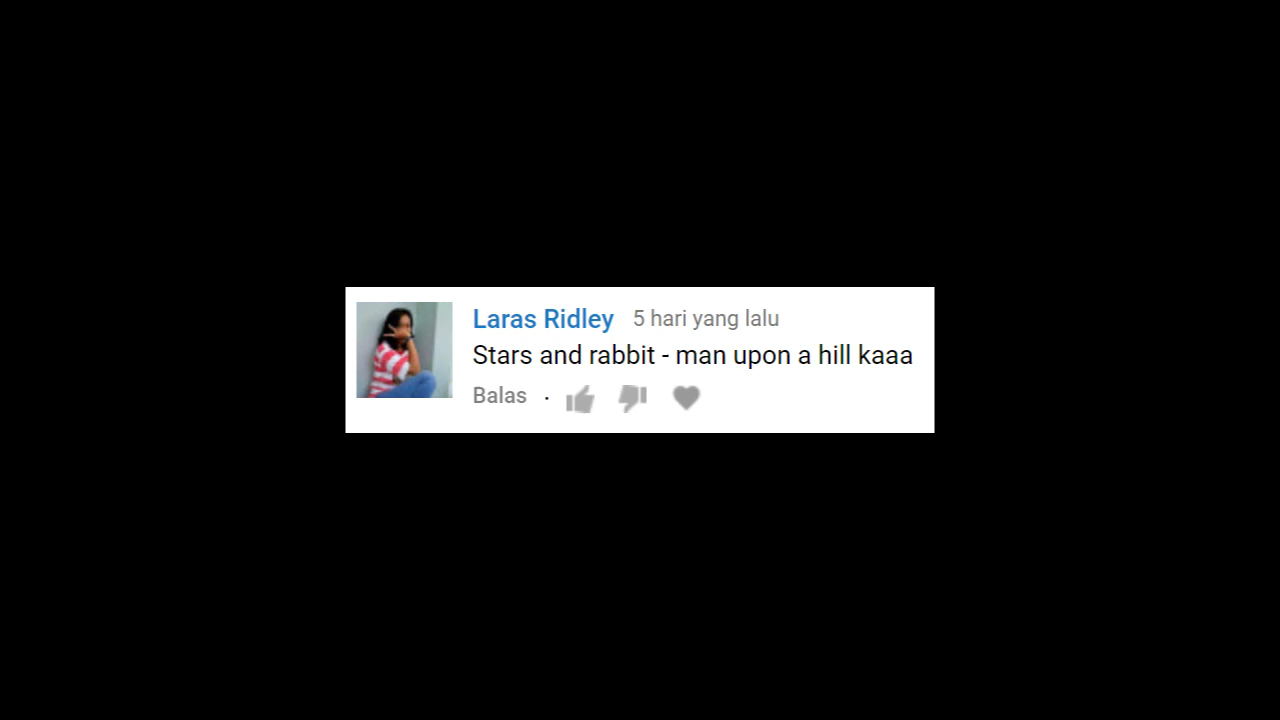 Laras Ridley 5 hari yang lalu
Stars and rabbit - man upon a hill kaaa
Balas ·